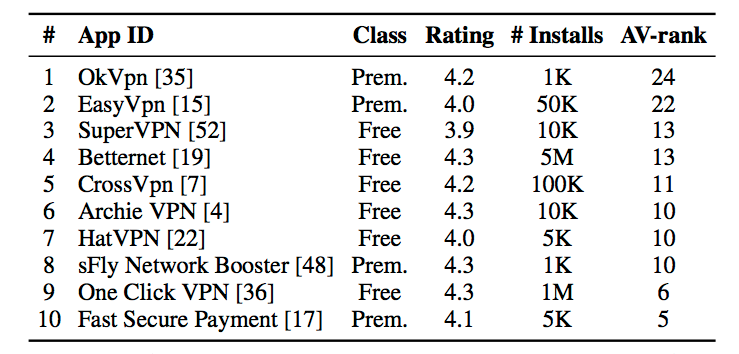 # App ID Class Rating # Installs AV-rank
1 OkVpn [35] Prem. 4.2 1K 24
2 EasyVpn [15] Prem. 4.0 50K 22
3 SuperVPN [52] Free 3.9 10K 13
4 Betternet [19] Free 4.3 5M 13
5 CrossVpn [7] Free 4.2 100K 11
6 Archie VPN [4] Free 4.3 10K 10
7 HatVPN [22] Free 4.0 5K 10
8 sFly Network Booster [48] Prem. 4.3 1K 10
9 One Click VPN [36] Free 4.3 1M 6
10 Fast Secure Payment [17] Prem. 4.1 5K 5